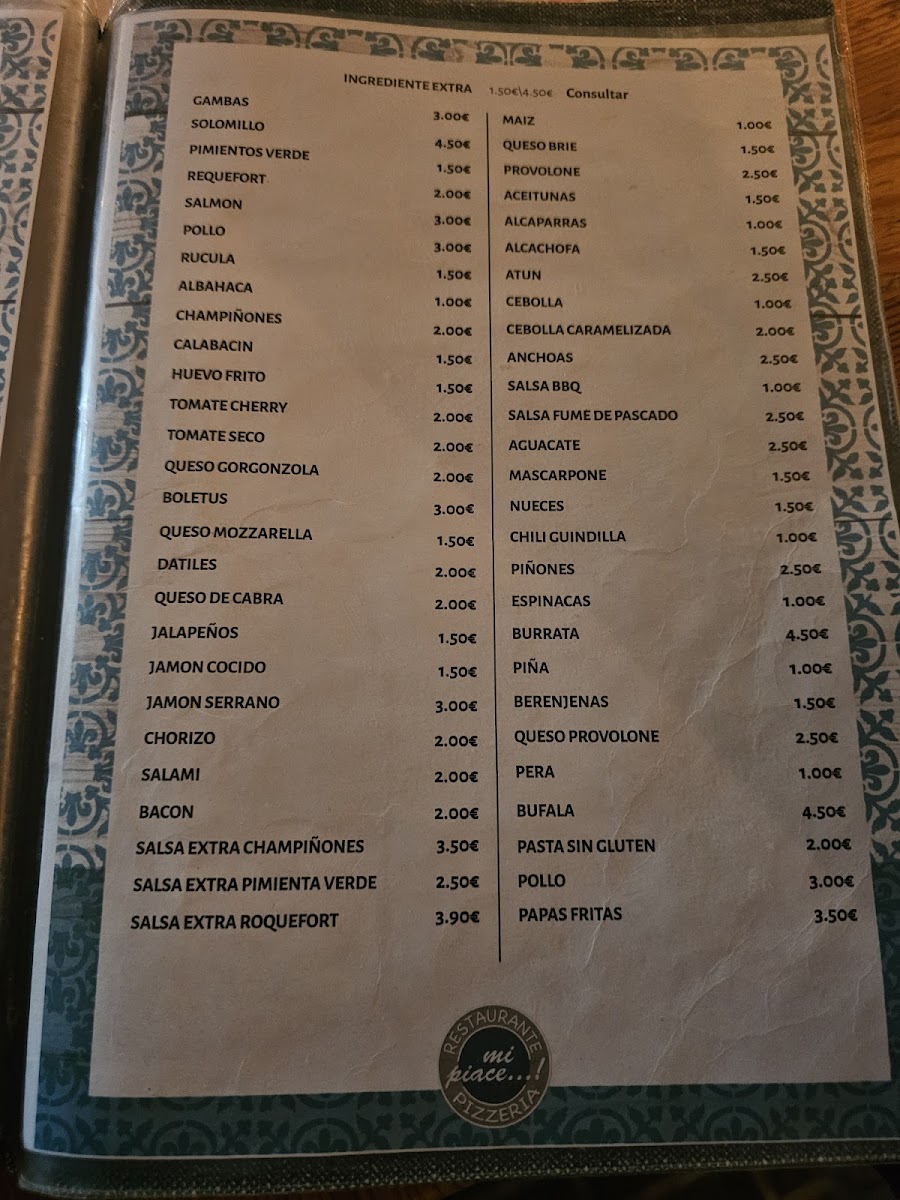 INGREDIENTE EXTRA 1.50€\4.50€ Consultar
GAMBAS 3.00€
SOLOMILLO 4.50€
PIMIENTOS VERDE 1.50€
REQUEFORT 2.00€
SALMON 3.00€
POLLO 3.00€
RUCULA 1.50€
ALBAHACA 1.00€
CHAMPIÑONES 2.00€
CALABACIN 1.50€
HUEVO FRITO 1.50€
TOMATE CHERRY 2.00€
TOMATE SECO 2.00€
QUESO GORGONZOLA 2.00€
BOLETUS 3.00€
QUESO MOZZARELLA 1.50€
DATILES 2.00€
QUESO DE CABRA 2.00€
JALAPEÑOS 1.50€
JAMON COCIDO 1.50€
JAMON SERRANO 3.00€
CHORIZO 2.00€
SALAMI 2.00€
BACON 2.00€
SALSA EXTRA CHAMPIÑONES 3.50€
SALSA EXTRA PIMIENTA VERDE 2.50€
SALSA EXTRA ROQUEFORT 3.90€
MAIZ 1.00€
QUESO BRIE 1.50€
PROVOLONE 2.50€
ACEITUNAS 1.50€
ALCAPARRAS 1.00€
ALCACHOFA 1.50€
ATUN 2.50€
CEBOLLA 1.00€
CEBOLLA CARAMELIZADA 2.00€
ANCHOAS 2.50€
SALSA BBQ 1.00€
SALSA FUME DE PASCADO 2.50€
AGUACATE 2.50€
MASCARPONE 1.50€
NUECES 1.50€
CHILI GUINDILLA 1.00€
PIÑONES 2.50€
ESPINACAS 1.00€
BURRATA 4.50€
PIÑA 1.00€
BERENJENAS 1.50€
QUESO PROVOLONE 2.50€
PERA 1.00€
BUFALA 4.50€
PASTA SIN GLUTEN 2.00€
POLLO 3.00€
PAPAS FRITAS 3.50€
RESTAURANTE
mi
piace...!
PIZZERÍA